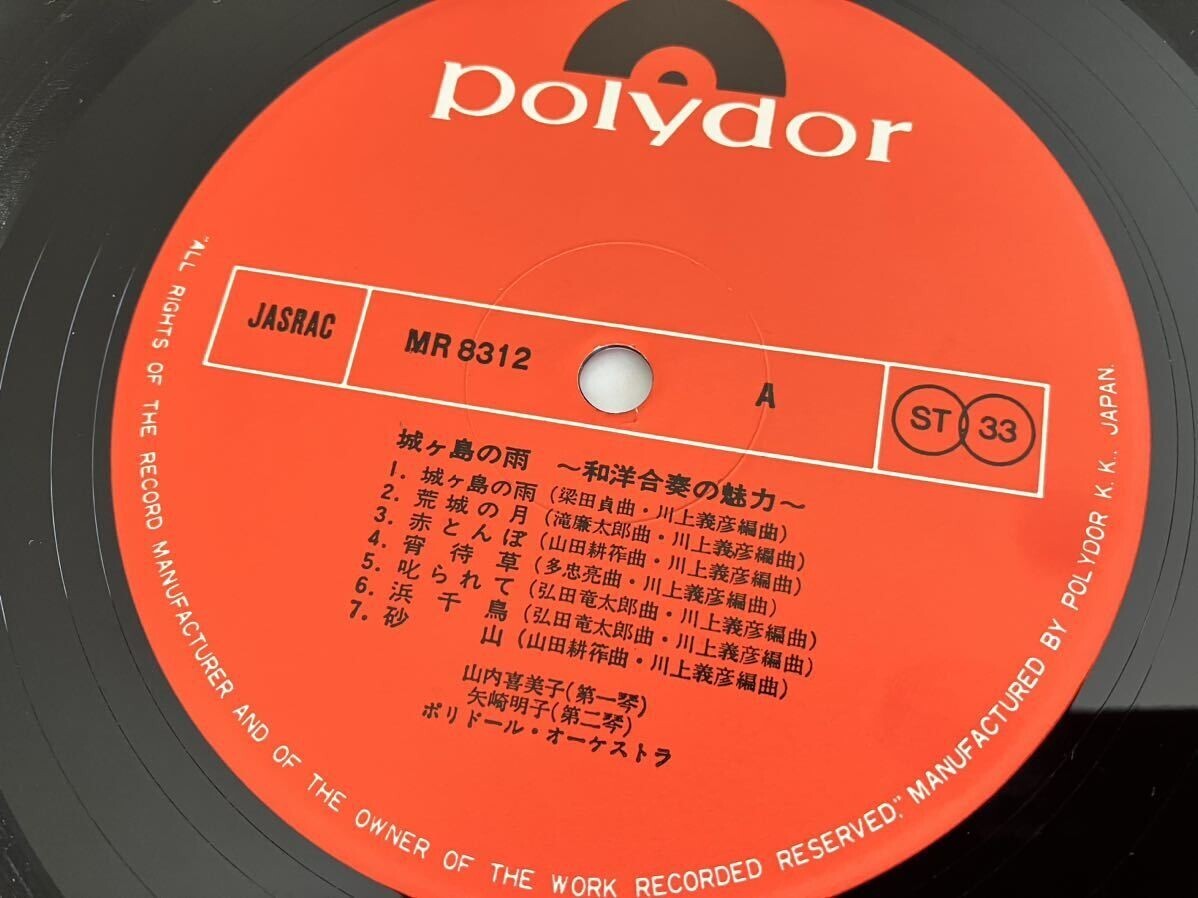 polydor
JASRAC
MR 8312
A
ST 33
城ヶ島の雨 〜和洋合奏の魅力〜
1. 城ヶ島の雨 (梁田貞曲・川上義彦編曲)
2. 荒城の月 (滝廉太郎曲・川上義彦編曲)
3. 赤とんぼ (山田耕筰曲・川上義彦編曲)
4. 宵待草 (多忠亮曲・川上義彦編曲)
5. 叱られて (弘田竜太郎曲・川上義彦編曲)
6. 浜千鳥 (弘田竜太郎曲・川上義彦編曲)
7. 砂山 (山田耕筰曲・川上義彦編曲)
山内喜美子(第一琴)
矢崎明子(第二琴)
ポリドール・オーケストラ
"ALL RIGHTS OF THE RECORD MANUFACTURER AND OF THE OWNER OF THE WORK RECORDED RESERVED," MANUFACTURED BY POLYDOR K. K., JAPAN.